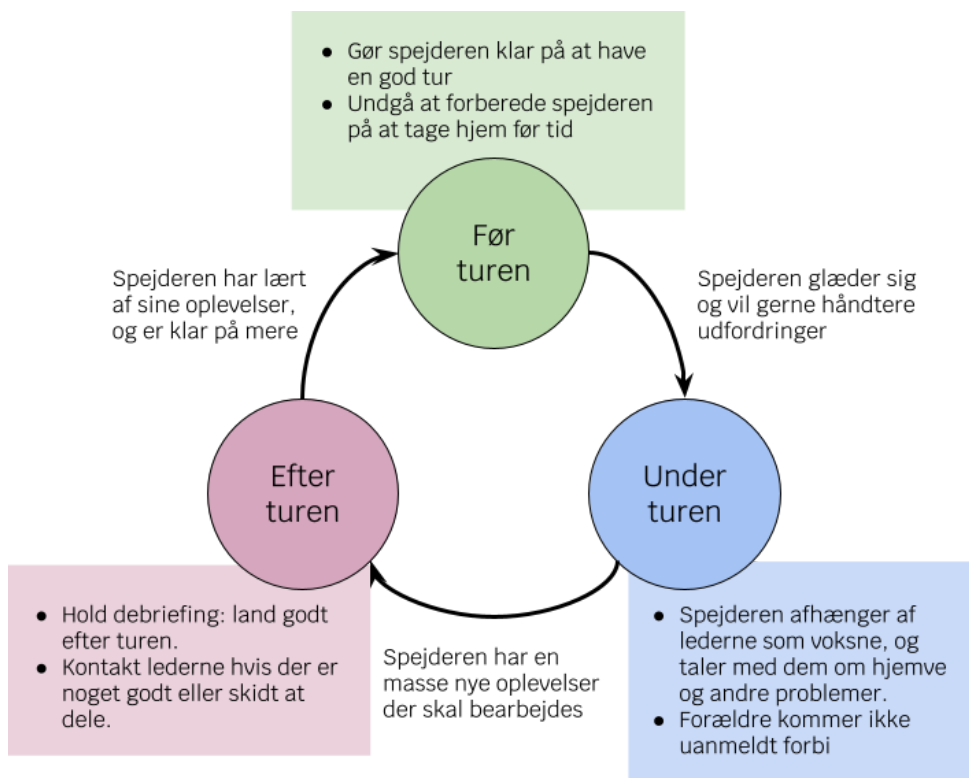 ● Gør spejderen klar på at have
en god tur
● Undgå at forberede spejderen
på at tage hjem før tid
Før
turen
Spejderen har lært
af sine oplevelser,
og er klar på mere
Spejderen glæder sig
og vil gerne håndtere
udfordringer
Efter
turen
Under
turen
● Hold debriefing: land godt
efter turen.
● Kontakt lederne hvis der er
noget godt eller skidt at
dele.
Spejderen har en
masse nye oplevelser
der skal bearbejdes
● Spejderen afhænger af
lederne som voksne, og
taler med dem om hjemve
og andre problemer.
● Forældre kommer ikke
uanmeldt forbi